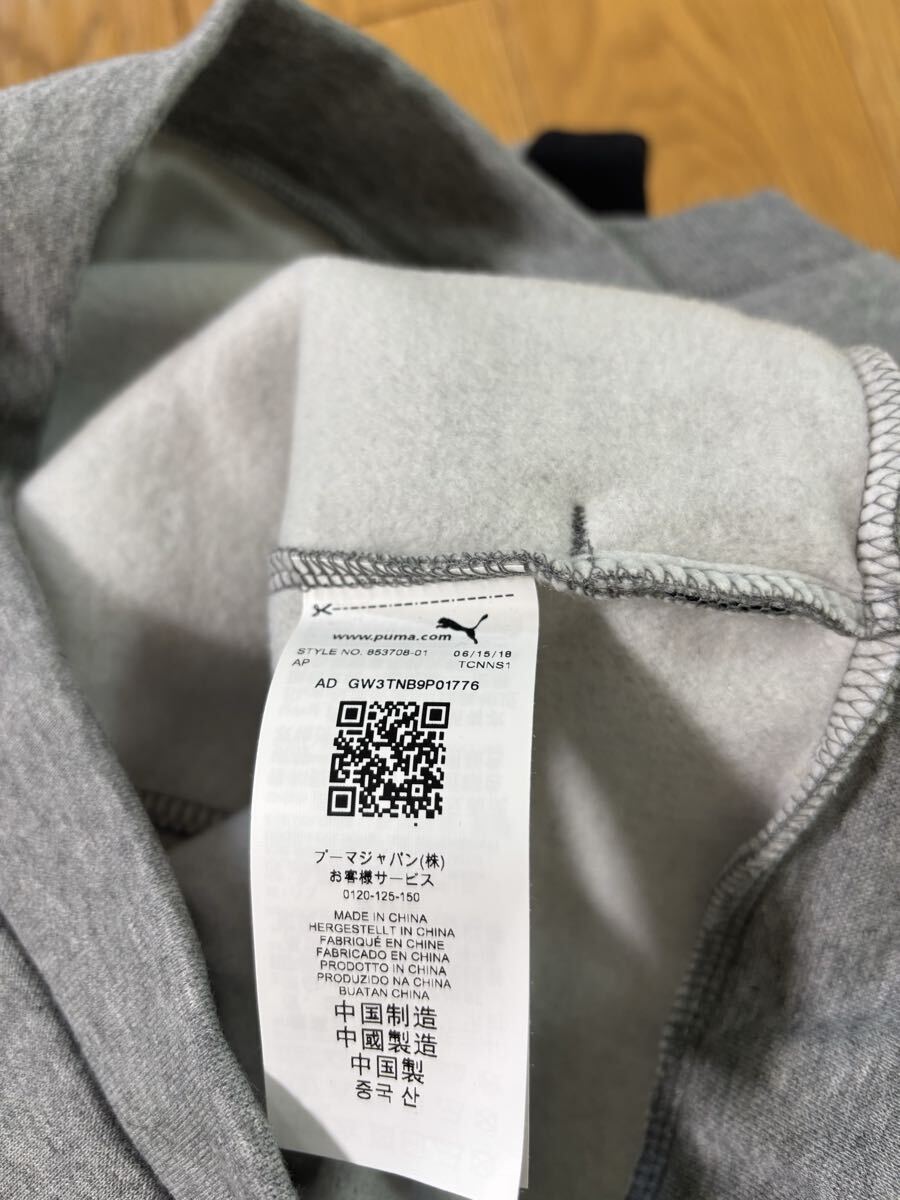 www.puma.com
STYLE NO. 853708-01 06/15/18
AP TCNNS1
AD GW3TNB9P01776
プーマジャパン(株)
お客様サービス
0120-125-150
MADE IN CHINA
HERGESTELLT IN CHINA
FABRIQUÉ EN CHINE
FABRICADO EN CHINA
PRODOTTO IN CHINA
PRODUZIDO NA CHINA
BUATAN CHINA
中国制造
中國製造
中国製
중국 산